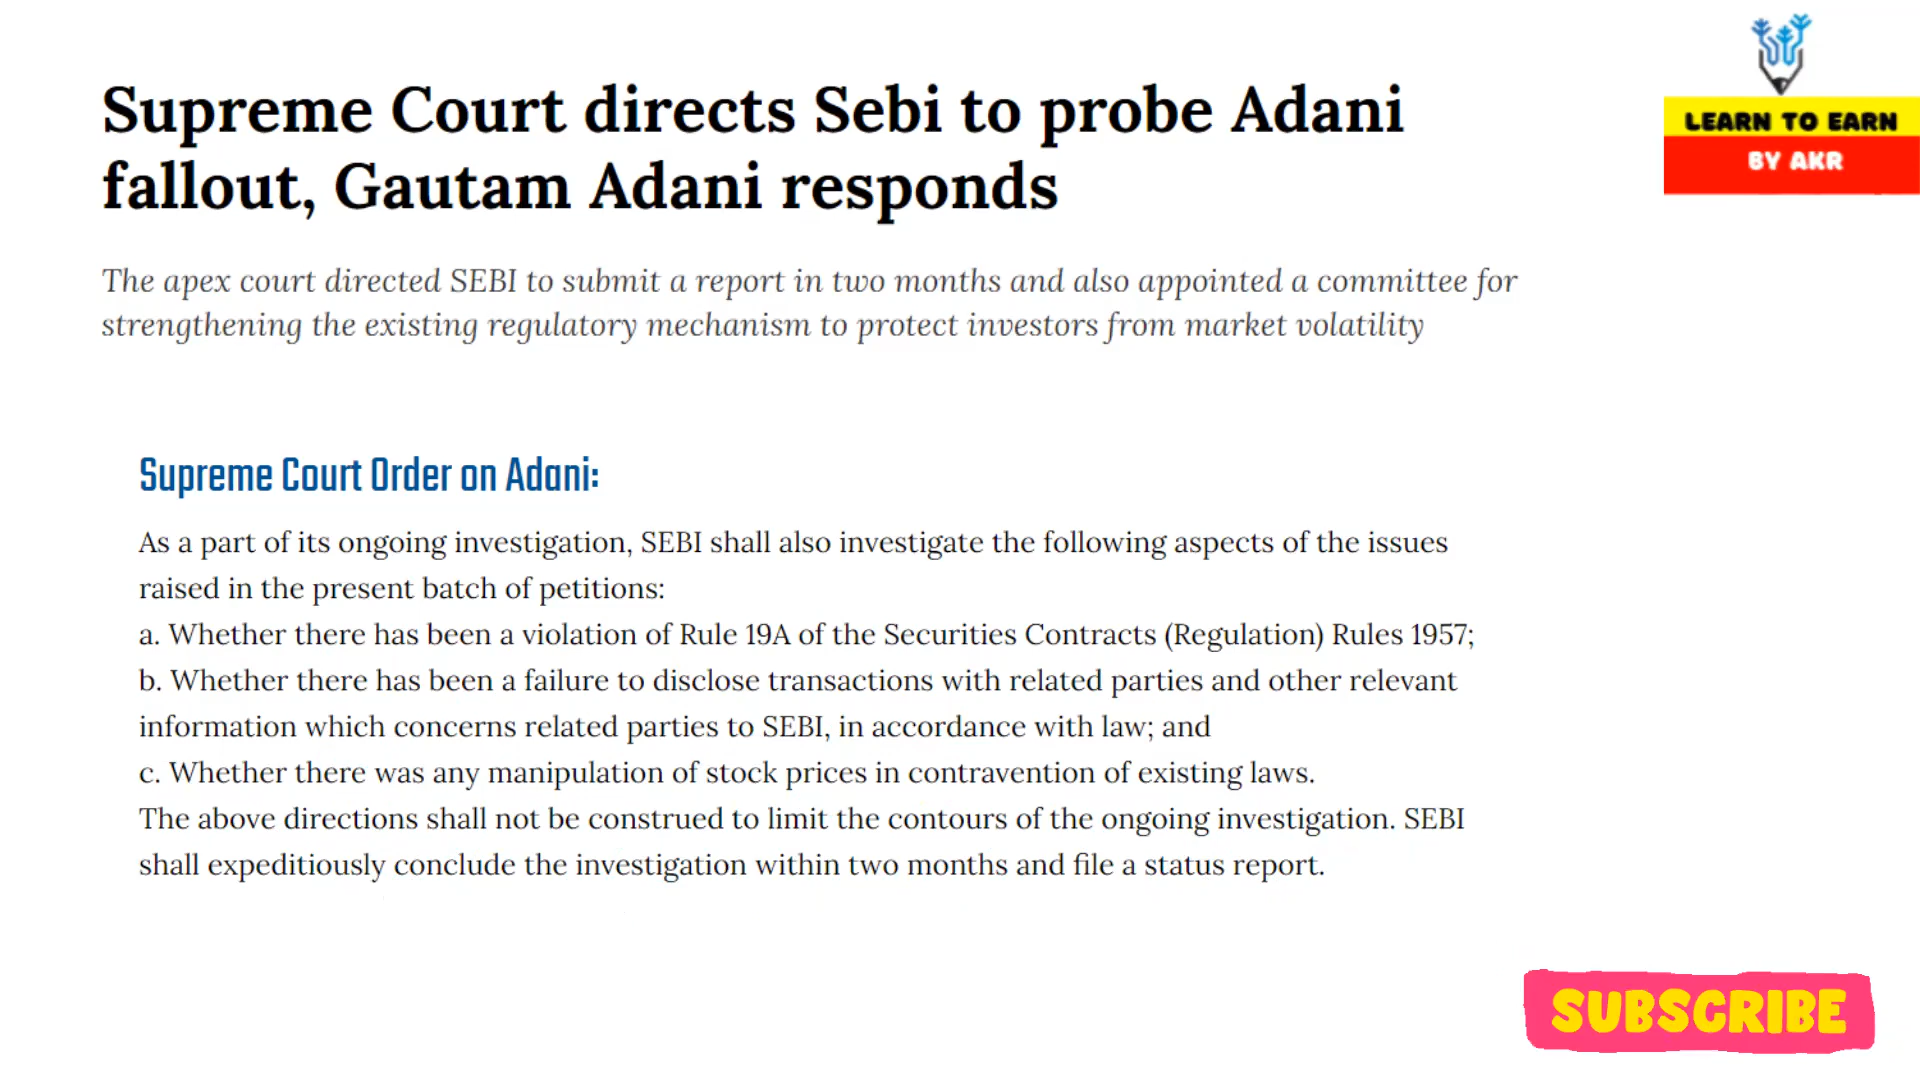 Supreme Court directs Sebi to probe Adani
fallout, Gautam Adani responds
The apex court directed SEBI to submit a report in two months and also appointed a committee for
strengthening the existing regulatory mechanism to protect investors from market volatility
LEARN TO EARN
BY AKR
Supreme Court Order on Adani:
As a part of its ongoing investigation, SEBI shall also investigate the following aspects of the issues
raised in the present batch of petitions:
a. Whether there has been a violation of Rule 19A of the Securities Contracts (Regulation) Rules 1957;
b. Whether there has been a failure to disclose transactions with related parties and other relevant
information which concerns related parties to SEBI, in accordance with law; and
c. Whether there was any manipulation of stock prices in contravention of existing laws.
The above directions shall not be construed to limit the contours of the ongoing investigation. SEBI
shall expeditiously conclude the investigation within two months and file a status report.
SUBSCRIBE